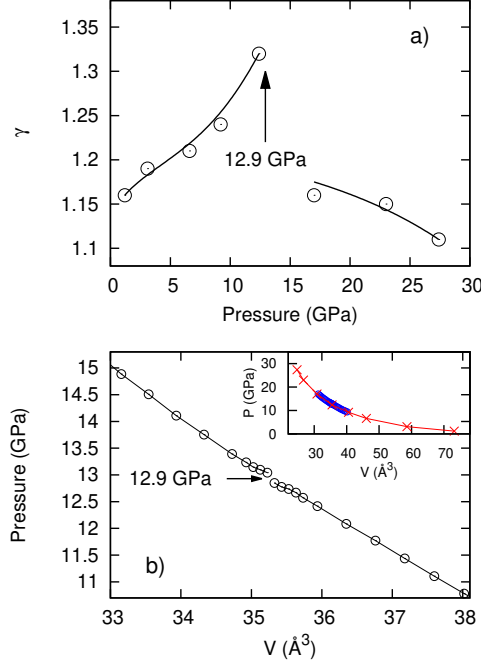 a)
1.35
1.3
1.25
1.2
1.15
1.1
γ
12.9 GPa
0 5 10 15 20 25 30
Pressure (GPa)
15
14.5
14
13.5
13
12.5
12
11.5
11
Pressure (GPa)
30
20
10
0
P (GPa)
30 40 50 60 70
V (Å³)
12.9 GPa
b)
33 34 35 36 37 38
V (Å³)